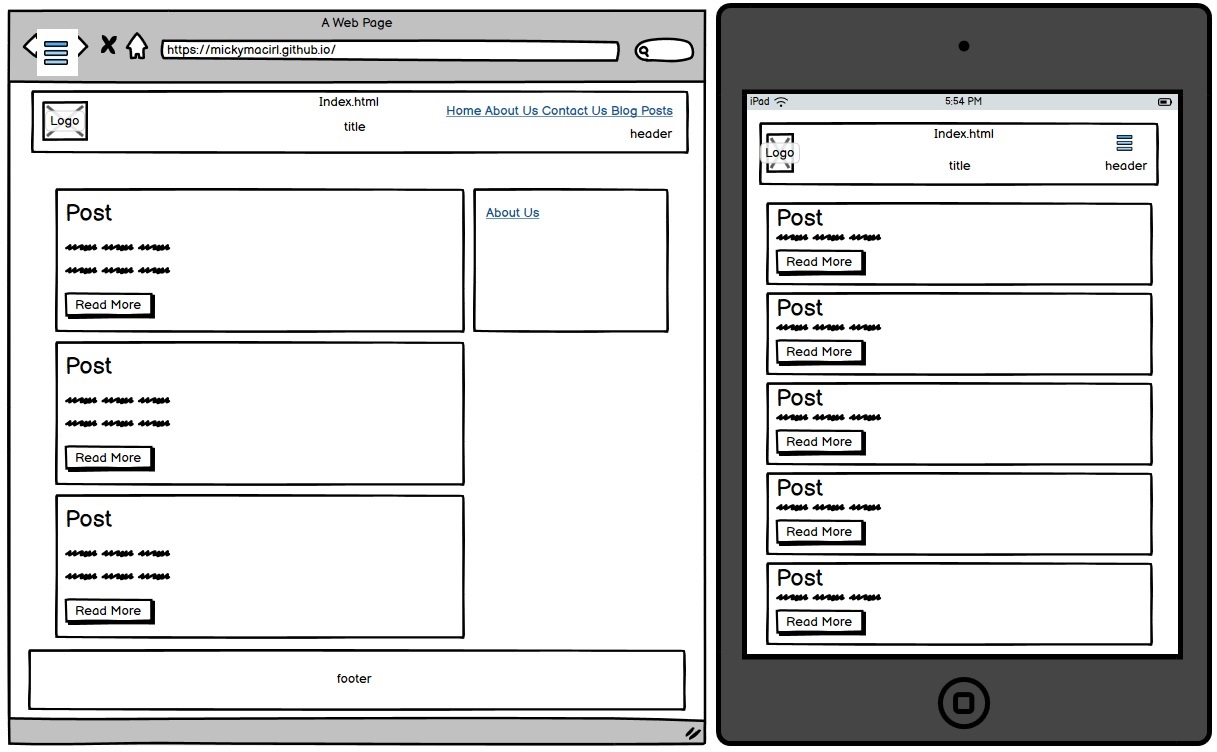 A Web Page
https://mickymacirl.github.io/
Index.html
Home About Us Contact Us Blog Posts
Logo
title
header
Post
Read More
About Us
Post
Read More
Post
Read More
footer
iPad
5:54 PM
Index.html
Logo
title
header
Post
Read More
Post
Read More
Post
Read More
Post
Read More
Post
Read More